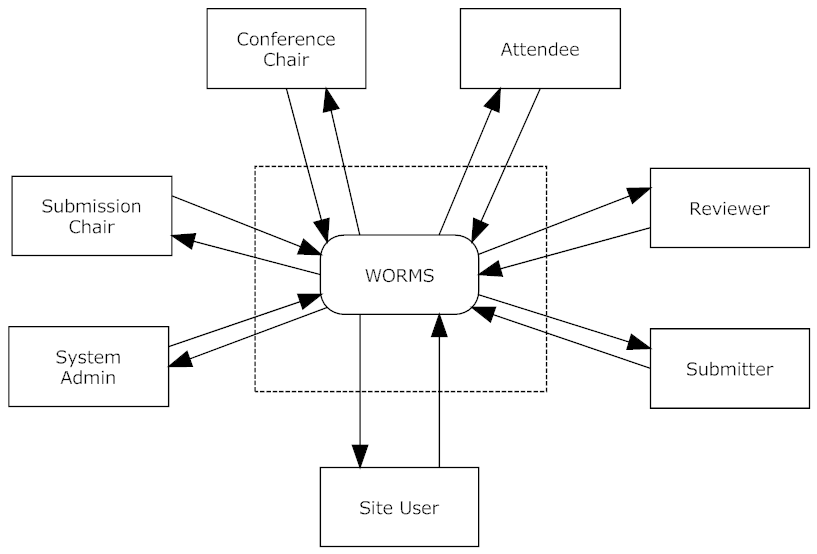 Conference
Chair
Attendee
Submission
Chair
Reviewer
WORMS
System
Admin
Submitter
Site User